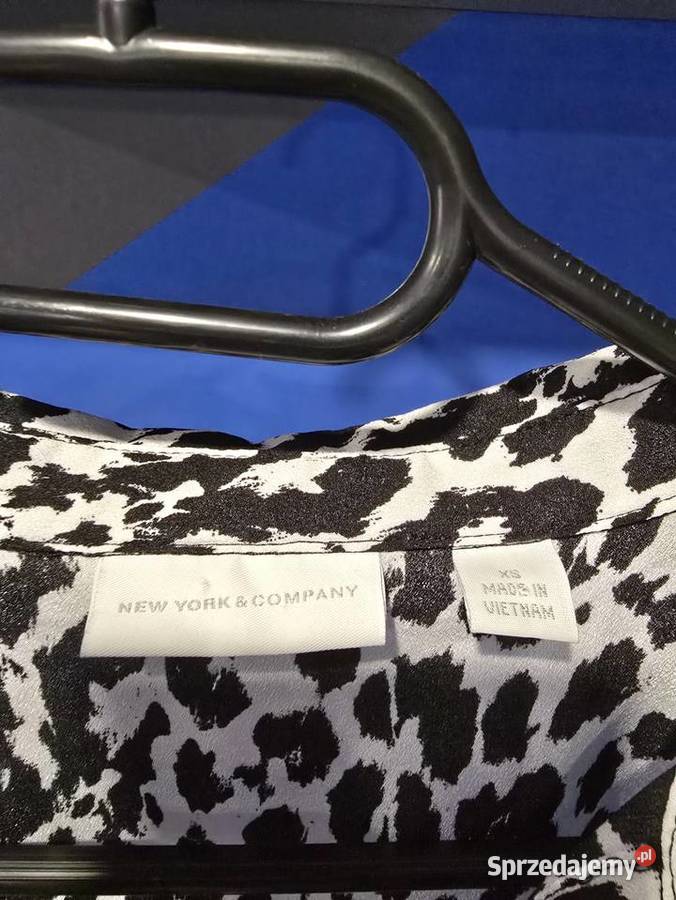 NEW YORK & COMPANY
XS
MADE IN
VIETNAM
Sprzedajemy.pl